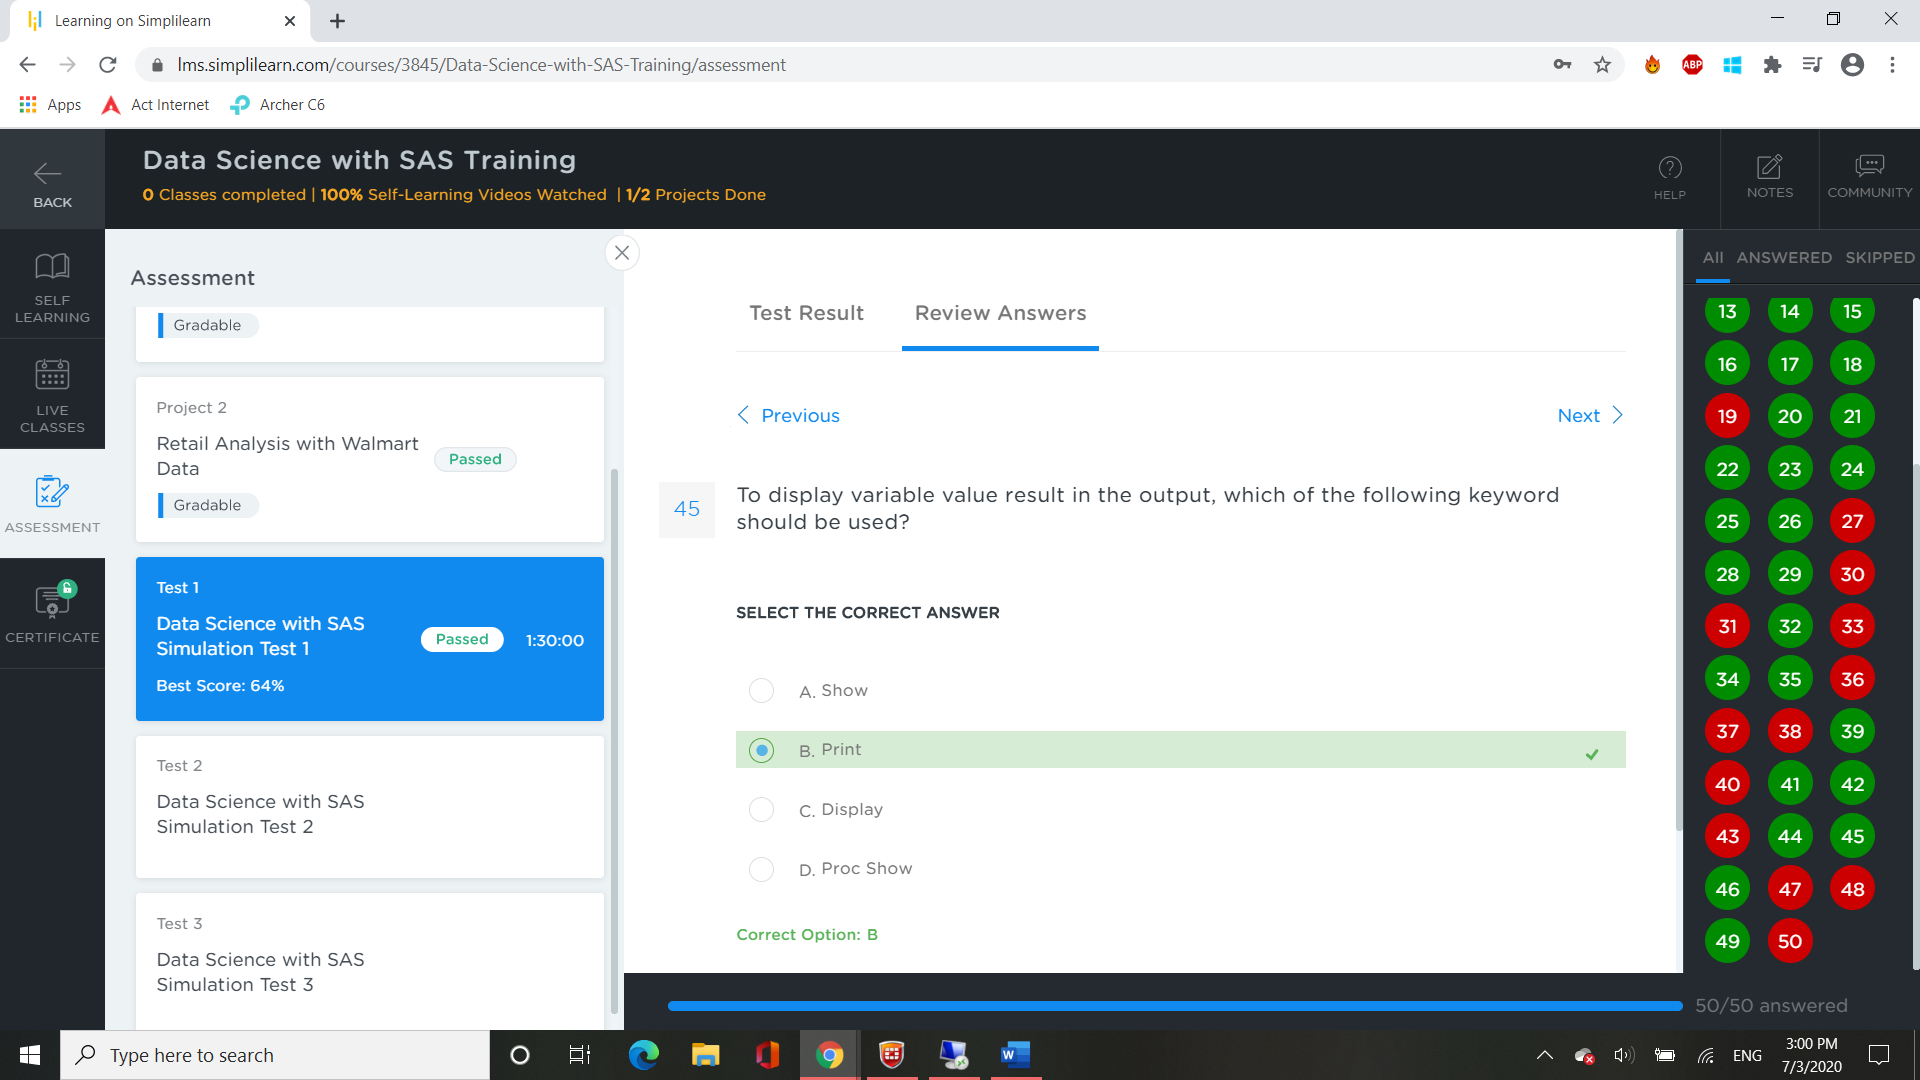 Learning on Simplilearn
lms.simplilearn.com/courses/3845/Data-Science-with-SAS-Training/assessment
ABP
Apps
Act Internet
Archer C6
BACK
Data Science with SAS Training
0 Classes completed | 100% Self-Learning Videos Watched | 1/2 Projects Done
HELP
NOTES
COMMUNITY
SELF
LEARNING
LIVE
CLASSES
ASSESSMENT
CERTIFICATE
Assessment
Gradable
Project 2
Retail Analysis with Walmart
Data
Passed
Gradable
Test 1
Data Science with SAS
Simulation Test 1
Passed
1:30:00
Best Score: 64%
Test 2
Data Science with SAS
Simulation Test 2
Test 3
Data Science with SAS
Simulation Test 3
Test Result
Review Answers
Previous
Next
45
To display variable value result in the output, which of the following keyword
should be used?
SELECT THE CORRECT ANSWER
A. Show
B. Print
C. Display
D. Proc Show
Correct Option: B
All ANSWERED SKIPPED
13 14 15
16 17 18
19 20 21
22 23 24
25 26 27
28 29 30
31 32 33
34 35 36
37 38 39
40 41 42
43 44 45
46 47 48
49 50
50/50 answered
Type here to search
W
ENG
3:00 PM
7/3/2020